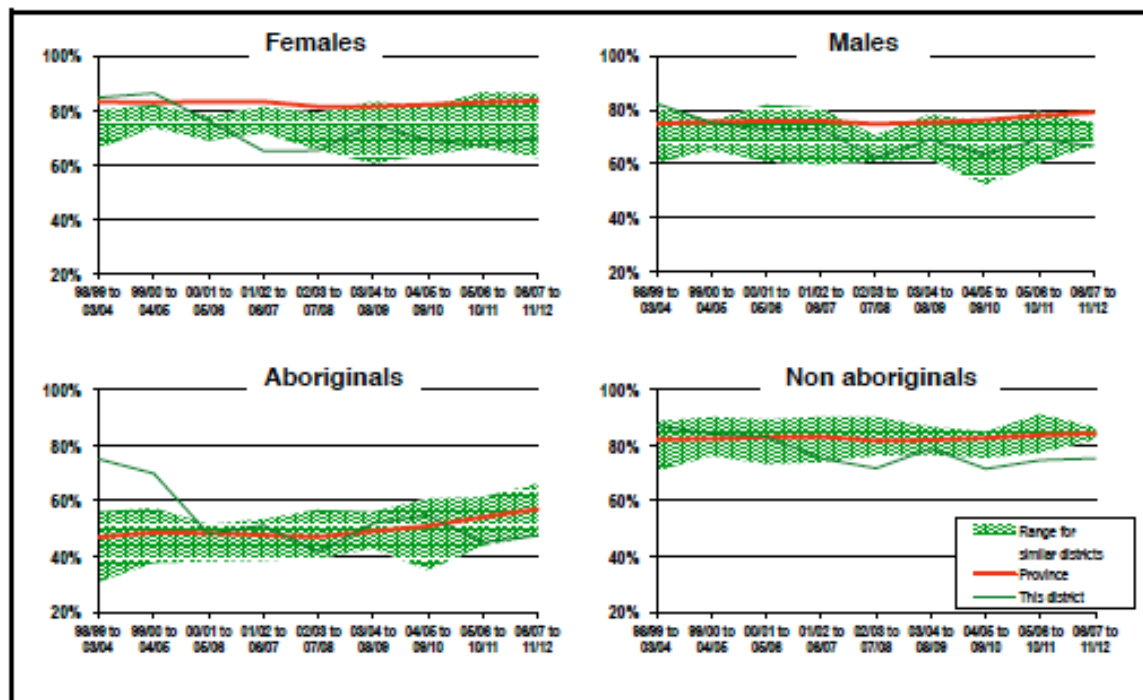 Females
100%
80%
60%
40%
20%
98/99 to 99/00 to 00/01 to 01/02 to 02/03 to 03/04 to 04/05 to 05/06 to 06/07 to
03/04 04/05 05/06 06/07 07/08 08/09 09/10 10/11 11/12
Males
100%
80%
60%
40%
20%
98/99 to 99/00 to 00/01 to 01/02 to 02/03 to 03/04 to 04/05 to 05/06 to 06/07 to
03/04 04/05 05/06 06/07 07/08 08/09 09/10 10/11 11/12
Aboriginals
100%
80%
60%
40%
20%
98/99 to 99/00 to 00/01 to 01/02 to 02/03 to 03/04 to 04/05 to 05/06 to 06/07 to
03/04 04/05 05/06 06/07 07/08 08/09 09/10 10/11 11/12
Non aboriginals
100%
80%
60%
40%
20%
Range for
similar districts
Province
This district
98/99 to 99/00 to 00/01 to 01/02 to 02/03 to 03/04 to 04/05 to 05/06 to 06/07 to
03/04 04/05 05/06 06/07 07/08 08/09 09/10 10/11 11/12